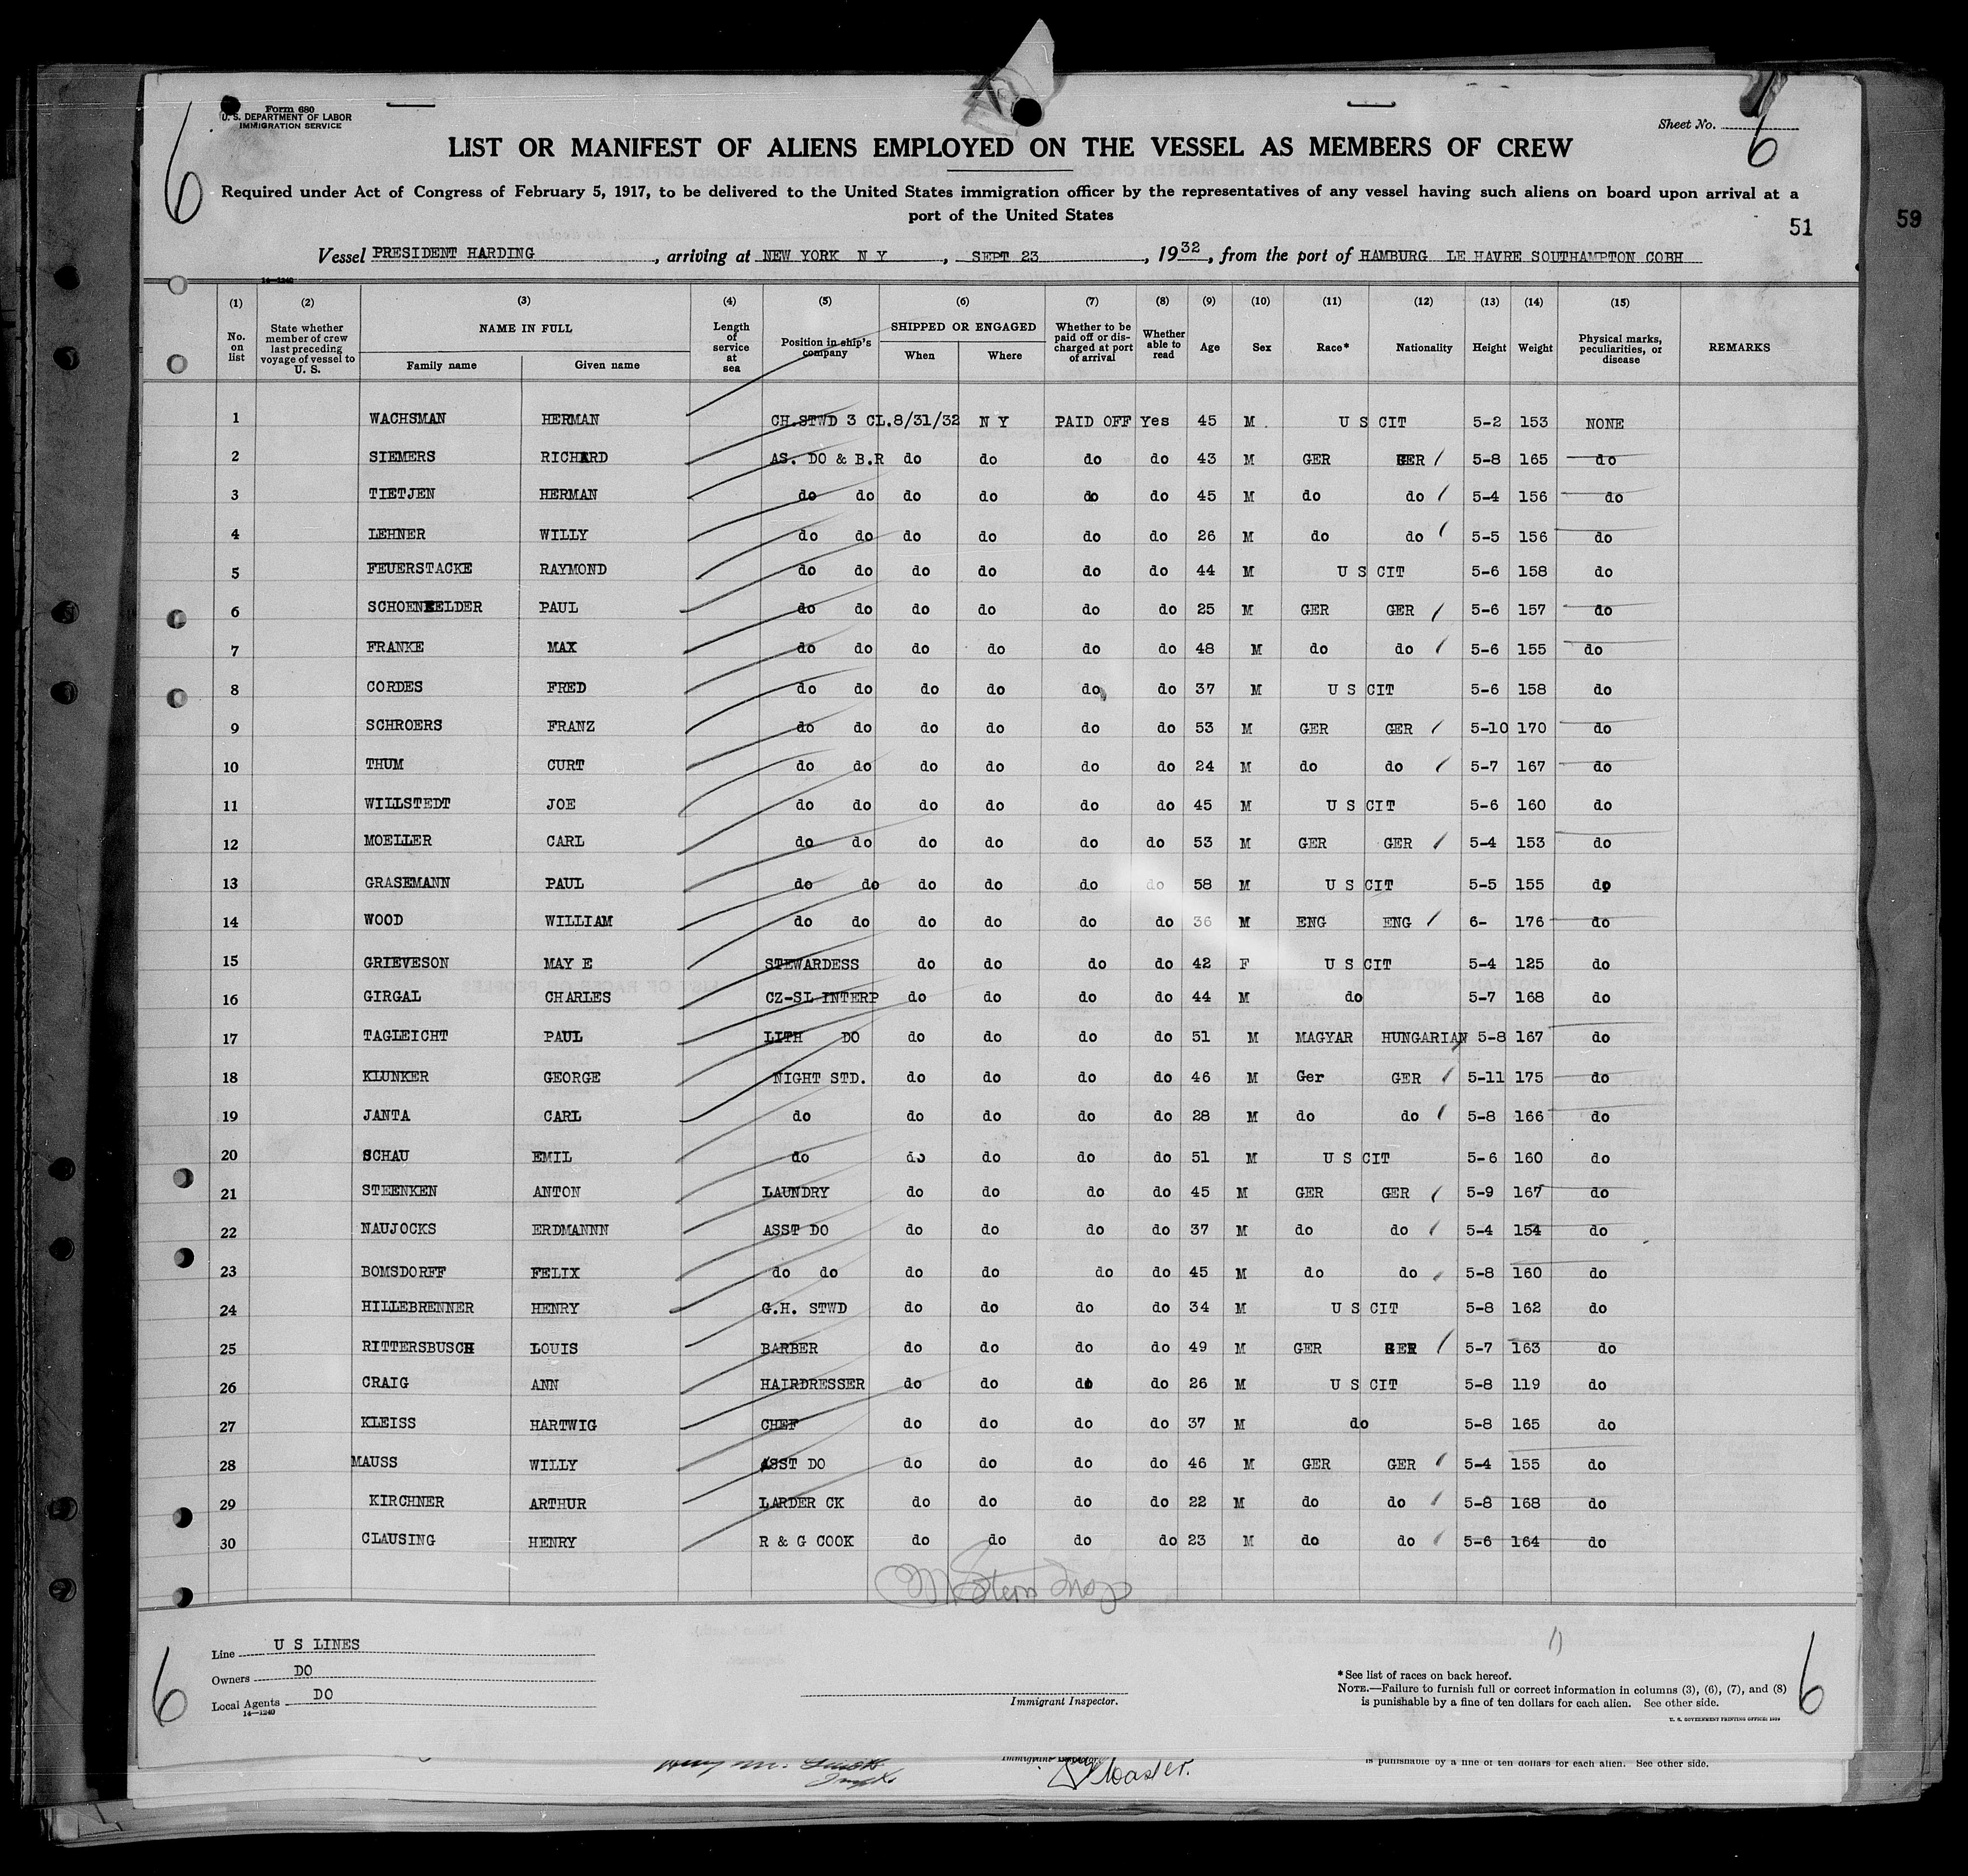 Form 680
U. S. DEPARTMENT OF LABOR
IMMIGRATION SERVICE
6
Sheet No. 6
LIST OR MANIFEST OF ALIENS EMPLOYED ON THE VESSEL AS MEMBERS OF CREW
Required under Act of Congress of February 5, 1917, to be delivered to the United States immigration officer by the representatives of any vessel having such aliens on board upon arrival at a
port of the United States
51
59
Vessel PRESIDENT HARDING, arriving at NEW YORK N Y, SEPT 23, 1932, from the port of HAMBURG LE HAVRE SOUTHAMPTON COBH
14—1240
(1) (2) (3) (4) (5) (6) (7) (8) (9) (10) (11) (12) (13) (14) (15)
No. on list State whether member of crew last preceding voyage of vessel to U. S. NAME IN FULL Family name Given name Length of service at sea Position in ship's company SHIPPED OR ENGAGED When Where Whether to be paid off or discharged at port of arrival Whether able to read Age Sex Race* Nationality Height Weight Physical marks, peculiarities, or disease REMARKS
1 WACHSMAN HERMAN CH.STWD 3 CL. 8/31/32 N Y PAID OFF Yes 45 M U S CIT 5-2 153 NONE
2 SIEMERS RICHARD AS. DO & B.R do do do do 43 M GER GER 5-8 165 do
3 TIETJEN HERMAN do do do do do do 45 M do do 5-4 156 do
4 LEHNER WILLY do do do do do do 26 M do do 5-5 156 do
5 FEUERSTACKE RAYMOND do do do do do do 44 M U S CIT 5-6 158 do
6 SCHOENFELDER PAUL do do do do do do 25 M GER GER 5-6 157 do
7 FRANKE MAX do do do do do do 48 M do do 5-6 155 do
8 CORDES FRED do do do do do do 37 M U S CIT 5-6 158 do
9 SCHROERS FRANZ do do do do do do 53 M GER GER 5-10 170 do
10 THUM CURT do do do do do do 24 M do do 5-7 167 do
11 WILLSTEDT JOE do do do do do do 45 M U S CIT 5-6 160 do
12 MOELLER CARL do do do do do do 53 M GER GER 5-4 153 do
13 GRASEMANN PAUL do do do do do do 58 M U S CIT 5-5 155 do
14 WOOD WILLIAM do do do do do do 36 M ENG ENG 6- 176 do
15 GRIEVESON MAY E STEWARDESS do do do do 42 F U S CIT 5-4 125 do
16 GIRGAL CHARLES CZ-SL INTERP do do do do 44 M do 5-7 168 do
17 TAGLEICHT PAUL LITH DO do do do do 51 M MAGYAR HUNGARIAN 5-8 167 do
18 KLUNKER GEORGE NIGHT STD. do do do do 46 M Ger GER 5-11 175 do
19 JANTA CARL do do do do do 28 M do do 5-8 166 do
20 SCHAU EMIL do do do do do 51 M U S CIT 5-6 160 do
21 STEENKEN ANTON LAUNDRY do do do do 45 M GER GER 5-9 167 do
22 NAUJOCKS ERDMANNN ASST DO do do do do 37 M do do 5-4 154 do
23 BOMSDORFF FELIX do do do do do do 45 M do do 5-8 160 do
24 HILLEBRENNER HENRY G.H. STWD do do do do 34 M U S CIT 5-8 162 do
25 RITTERSBUSCH LOUIS BARBER do do do do 49 M GER GER 5-7 163 do
26 CRAIG ANN HAIRDRESSER do do do do 26 M U S CIT 5-8 119 do
27 KLEISS HARTWIG CHEF do do do do 37 M do 5-8 165 do
28 MAUSS WILLY ASST DO do do do do 46 M GER GER 5-4 155 do
29 KIRCHNER ARTHUR LARDER CK do do do do 22 M do do 5-8 168 do
30 CLAUSING HENRY R & G COOK do do do do 23 M do do 5-6 164 do
M Stern Insp
Line U S LINES
Owners DO
Local Agents DO
14—1240
6
Immigrant Inspector.
*See list of races on back hereof.
NOTE.—Failure to furnish full or correct information in columns (3), (6), (7), and (8)
is punishable by a fine of ten dollars for each alien. See other side.
U. S. GOVERNMENT PRINTING OFFICE: 1929
6
Immigrant Inspector.
Master.
is punishable by a fine of ten dollars for each alien. See other side.